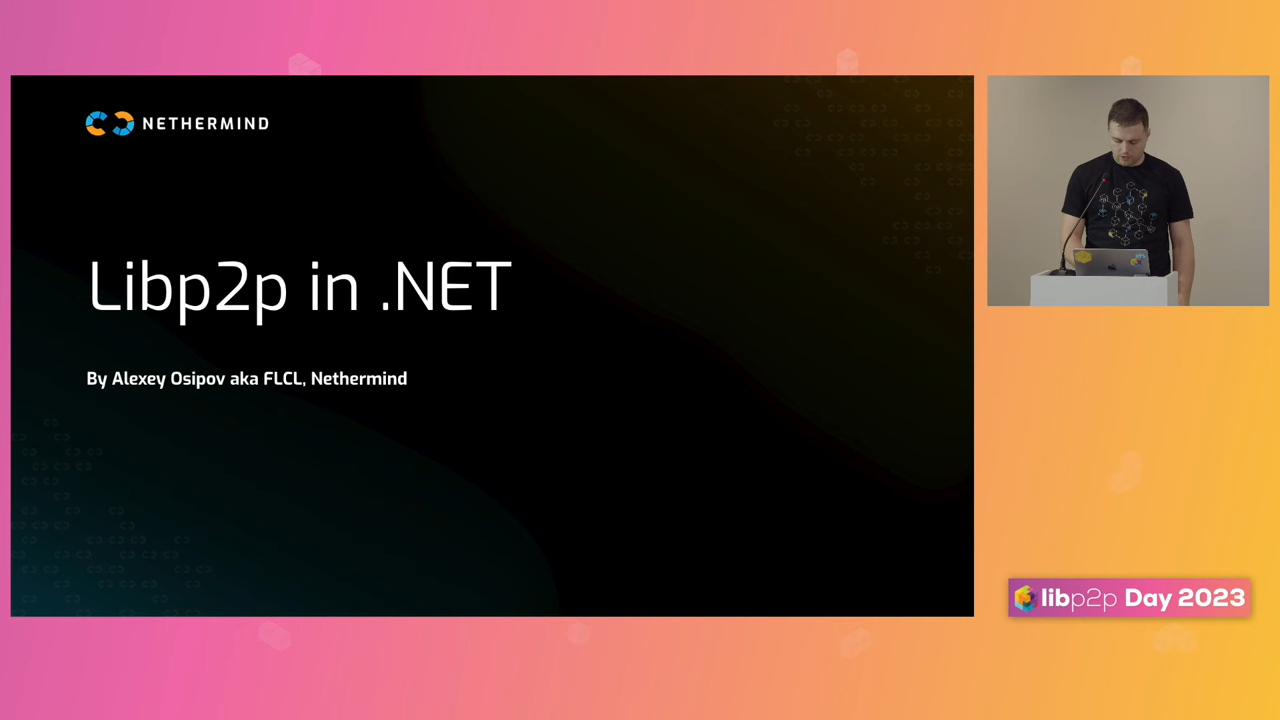 NETHERMIND
Libp2p in .NET
By Alexey Osipov aka FLCL, Nethermind
libp2p Day 2023